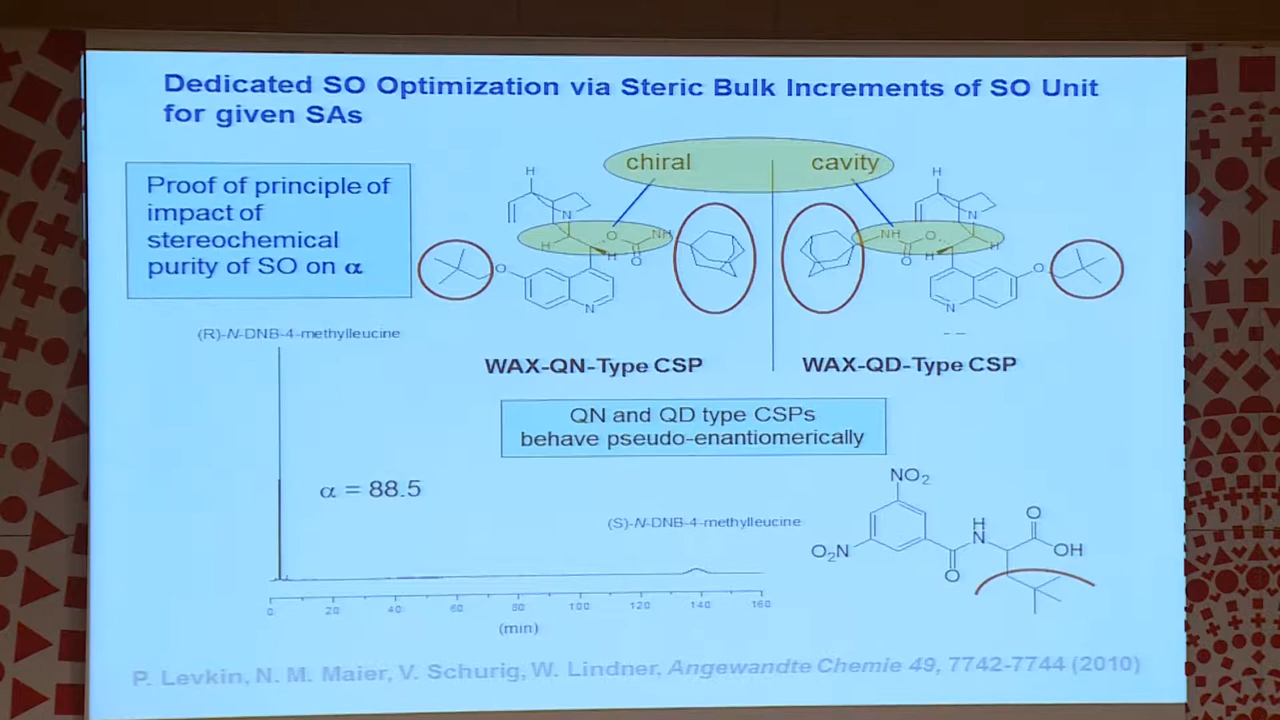 Dedicated SO Optimization via Steric Bulk Increments of SO Unit
for given SAs
Proof of principle of
impact of
stereochemical
purity of SO on α
chiral
cavity
H
N
H
O
NH
H
O
O
N
H
N
NH
O
H
H
O
O
N
(R)-N-DNB-4-methylleucine
WAX-QN-Type CSP
WAX-QD-Type CSP
QN and QD type CSPs
behave pseudo-enantiomerically
α = 88.5
(S)-N-DNB-4-methylleucine
NO₂
O₂N
H
N
O
O
OH
0 20 40 60 80 100 120 140 160
(min)
P. Levkin, N. M. Maier, V. Schurig, W. Lindner, Angewandte Chemie 49, 7742-7744 (2010)